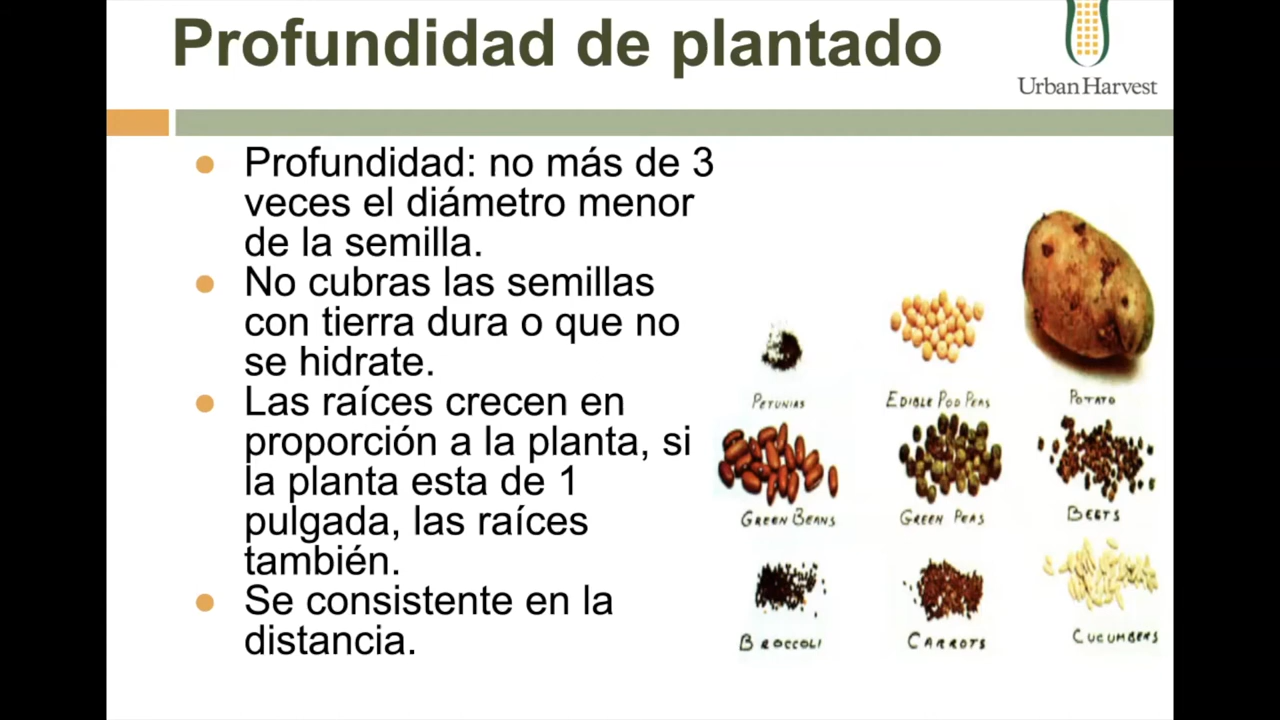 Profundidad de plantado
Urban Harvest
Profundidad: no más de 3
veces el diámetro menor
de la semilla.
No cubras las semillas
con tierra dura o que no
se hidrate.
Las raíces crecen en
proporción a la planta, si
la planta esta de 1
pulgada, las raíces
también.
Se consistente en la
distancia.
PETUNIAS
EDIBLE POD PEAS
POTATO
GREEN BEANS
GREEN PEAS
BEETS
BROCCOLI
CARROTS
CUCUMBERS